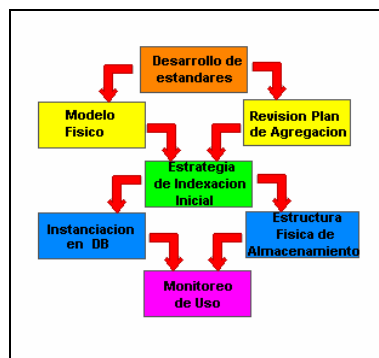 Desarrollo de
estandares
Modelo
Fisico
Revision Plan
de Agregacion
Estrategia
de Indexacion
Inicial
Instanciacion
en DB
Estructura
Fisica de
Almacenamiento
Monitoreo
de Uso